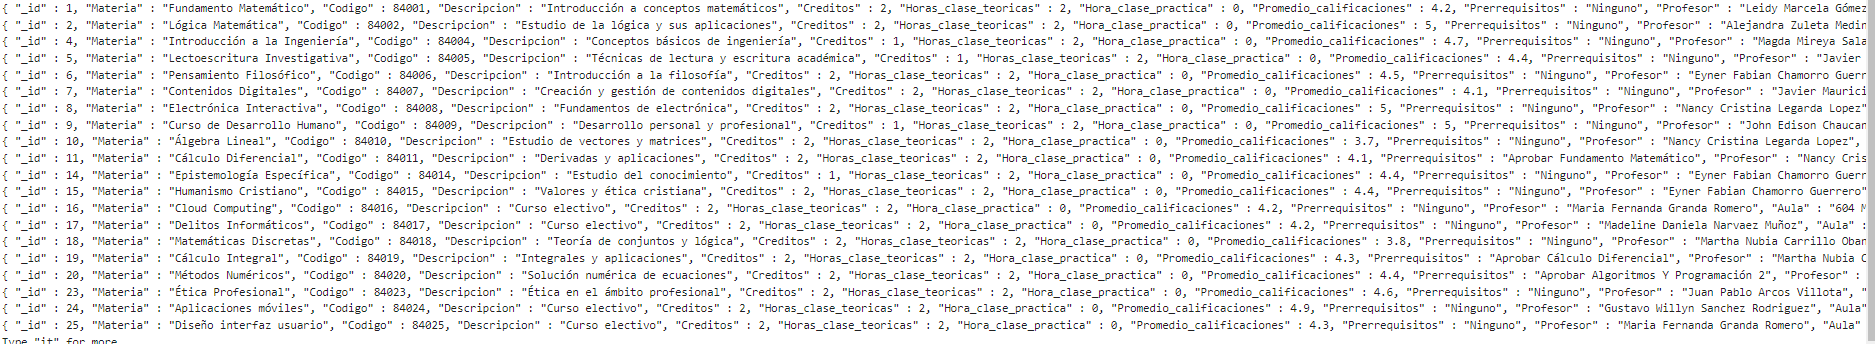 { "_id" : 1, "Materia" : "Fundamento Matemático", "Codigo" : 84001, "Descripcion" : "Introducción a conceptos matemáticos", "Creditos" : 2, "Horas_clase_teoricas" : 2, "Hora_clase_practica" : 0, "Promedio_calificaciones" : 4.2, "Prerrequisitos" : "Ninguno", "Profesor" : "Leidy Marcela Gómez
{ "_id" : 2, "Materia" : "Lógica Matemática", "Codigo" : 84002, "Descripcion" : "Estudio de la lógica y sus aplicaciones", "Creditos" : 2, "Horas_clase_teoricas" : 2, "Hora_clase_practica" : 0, "Promedio_calificaciones" : 5, "Prerrequisitos" : "Ninguno", "Profesor" : "Alejandra Zuleta Medin
{ "_id" : 4, "Materia" : "Introducción a la Ingeniería", "Codigo" : 84004, "Descripcion" : "Conceptos básicos de ingeniería", "Creditos" : 1, "Horas_clase_teoricas" : 2, "Hora_clase_practica" : 0, "Promedio_calificaciones" : 4.7, "Prerrequisitos" : "Ninguno", "Profesor" : "Magda Mireya Sala
{ "_id" : 5, "Materia" : "Lectoescritura Investigativa", "Codigo" : 84005, "Descripcion" : "Técnicas de lectura y escritura académica", "Creditos" : 1, "Horas_clase_teoricas" : 2, "Hora_clase_practica" : 0, "Promedio_calificaciones" : 4.4, "Prerrequisitos" : "Ninguno", "Profesor" : "Javier
{ "_id" : 6, "Materia" : "Pensamiento Filosófico", "Codigo" : 84006, "Descripcion" : "Introducción a la filosofía", "Creditos" : 2, "Horas_clase_teoricas" : 2, "Hora_clase_practica" : 0, "Promedio_calificaciones" : 4.5, "Prerrequisitos" : "Ninguno", "Profesor" : "Eyner Fabian Chamorro Guerr
{ "_id" : 7, "Materia" : "Contenidos Digitales", "Codigo" : 84007, "Descripcion" : "Creación y gestión de contenidos digitales", "Creditos" : 2, "Horas_clase_teoricas" : 2, "Hora_clase_practica" : 0, "Promedio_calificaciones" : 4.1, "Prerrequisitos" : "Ninguno", "Profesor" : "Javier Maurici
{ "_id" : 8, "Materia" : "Electrónica Interactiva", "Codigo" : 84008, "Descripcion" : "Fundamentos de electrónica", "Creditos" : 2, "Horas_clase_teoricas" : 2, "Hora_clase_practica" : 0, "Promedio_calificaciones" : 5, "Prerrequisitos" : "Ninguno", "Profesor" : "Nancy Cristina Legarda Lopez"
{ "_id" : 9, "Materia" : "Curso de Desarrollo Humano", "Codigo" : 84009, "Descripcion" : "Desarrollo personal y profesional", "Creditos" : 1, "Horas_clase_teoricas" : 2, "Hora_clase_practica" : 0, "Promedio_calificaciones" : 5, "Prerrequisitos" : "Ninguno", "Profesor" : "John Edison Chaucan
{ "_id" : 10, "Materia" : "Álgebra Lineal", "Codigo" : 84010, "Descripcion" : "Estudio de vectores y matrices", "Creditos" : 2, "Horas_clase_teoricas" : 2, "Hora_clase_practica" : 0, "Promedio_calificaciones" : 3.7, "Prerrequisitos" : "Ninguno", "Profesor" : "Nancy Cristina Legarda Lopez",
{ "_id" : 11, "Materia" : "Cálculo Diferencial", "Codigo" : 84011, "Descripcion" : "Derivadas y aplicaciones", "Creditos" : 2, "Horas_clase_teoricas" : 2, "Hora_clase_practica" : 0, "Promedio_calificaciones" : 4.1, "Prerrequisitos" : "Aprobar Fundamento Matemático", "Profesor" : "Nancy Cris
{ "_id" : 14, "Materia" : "Epistemología Específica", "Codigo" : 84014, "Descripcion" : "Estudio del conocimiento", "Creditos" : 1, "Horas_clase_teoricas" : 2, "Hora_clase_practica" : 0, "Promedio_calificaciones" : 4.4, "Prerrequisitos" : "Ninguno", "Profesor" : "Eyner Fabian Chamorro Guerr
{ "_id" : 15, "Materia" : "Humanismo Cristiano", "Codigo" : 84015, "Descripcion" : "Valores y ética cristiana", "Creditos" : 2, "Horas_clase_teoricas" : 2, "Hora_clase_practica" : 0, "Promedio_calificaciones" : 4.4, "Prerrequisitos" : "Ninguno", "Profesor" : "Eyner Fabian Chamorro Guerrero"
{ "_id" : 16, "Materia" : "Cloud Computing", "Codigo" : 84016, "Descripcion" : "Curso electivo", "Creditos" : 2, "Horas_clase_teoricas" : 2, "Hora_clase_practica" : 0, "Promedio_calificaciones" : 4.2, "Prerrequisitos" : "Ninguno", "Profesor" : "Maria Fernanda Granda Romero", "Aula" : "604 M
{ "_id" : 17, "Materia" : "Delitos Informáticos", "Codigo" : 84017, "Descripcion" : "Curso electivo", "Creditos" : 2, "Horas_clase_teoricas" : 2, "Hora_clase_practica" : 0, "Promedio_calificaciones" : 4.2, "Prerrequisitos" : "Ninguno", "Profesor" : "Madeline Daniela Narvaez Muñoz", "Aula" :
{ "_id" : 18, "Materia" : "Matemáticas Discretas", "Codigo" : 84018, "Descripcion" : "Teoría de conjuntos y lógica", "Creditos" : 2, "Horas_clase_teoricas" : 2, "Hora_clase_practica" : 0, "Promedio_calificaciones" : 3.8, "Prerrequisitos" : "Ninguno", "Profesor" : "Martha Nubia Carrillo Oban
{ "_id" : 19, "Materia" : "Cálculo Integral", "Codigo" : 84019, "Descripcion" : "Integrales y aplicaciones", "Creditos" : 2, "Horas_clase_teoricas" : 2, "Hora_clase_practica" : 0, "Promedio_calificaciones" : 4.3, "Prerrequisitos" : "Aprobar Cálculo Diferencial", "Profesor" : "Martha Nubia C
{ "_id" : 20, "Materia" : "Métodos Numéricos", "Codigo" : 84020, "Descripcion" : "Solución numérica de ecuaciones", "Creditos" : 2, "Horas_clase_teoricas" : 2, "Hora_clase_practica" : 0, "Promedio_calificaciones" : 4.4, "Prerrequisitos" : "Aprobar Algoritmos Y Programación 2", "Profesor" :
{ "_id" : 23, "Materia" : "Ética Profesional", "Codigo" : 84023, "Descripcion" : "Ética en el ámbito profesional", "Creditos" : 2, "Horas_clase_teoricas" : 2, "Hora_clase_practica" : 0, "Promedio_calificaciones" : 4.6, "Prerrequisitos" : "Ninguno", "Profesor" : "Juan Pablo Arcos Villota", "
{ "_id" : 24, "Materia" : "Aplicaciones móviles", "Codigo" : 84024, "Descripcion" : "Curso electivo", "Creditos" : 2, "Horas_clase_teoricas" : 2, "Hora_clase_practica" : 0, "Promedio_calificaciones" : 4.9, "Prerrequisitos" : "Ninguno", "Profesor" : "Gustavo Willyn Sanchez Rodriguez", "Aula"
{ "_id" : 25, "Materia" : "Diseño interfaz usuario", "Codigo" : 84025, "Descripcion" : "Curso electivo", "Creditos" : 2, "Horas_clase_teoricas" : 2, "Hora_clase_practica" : 0, "Promedio_calificaciones" : 4.3, "Prerrequisitos" : "Ninguno", "Profesor" : "Maria Fernanda Granda Romero", "Aula"
Type "it" for more